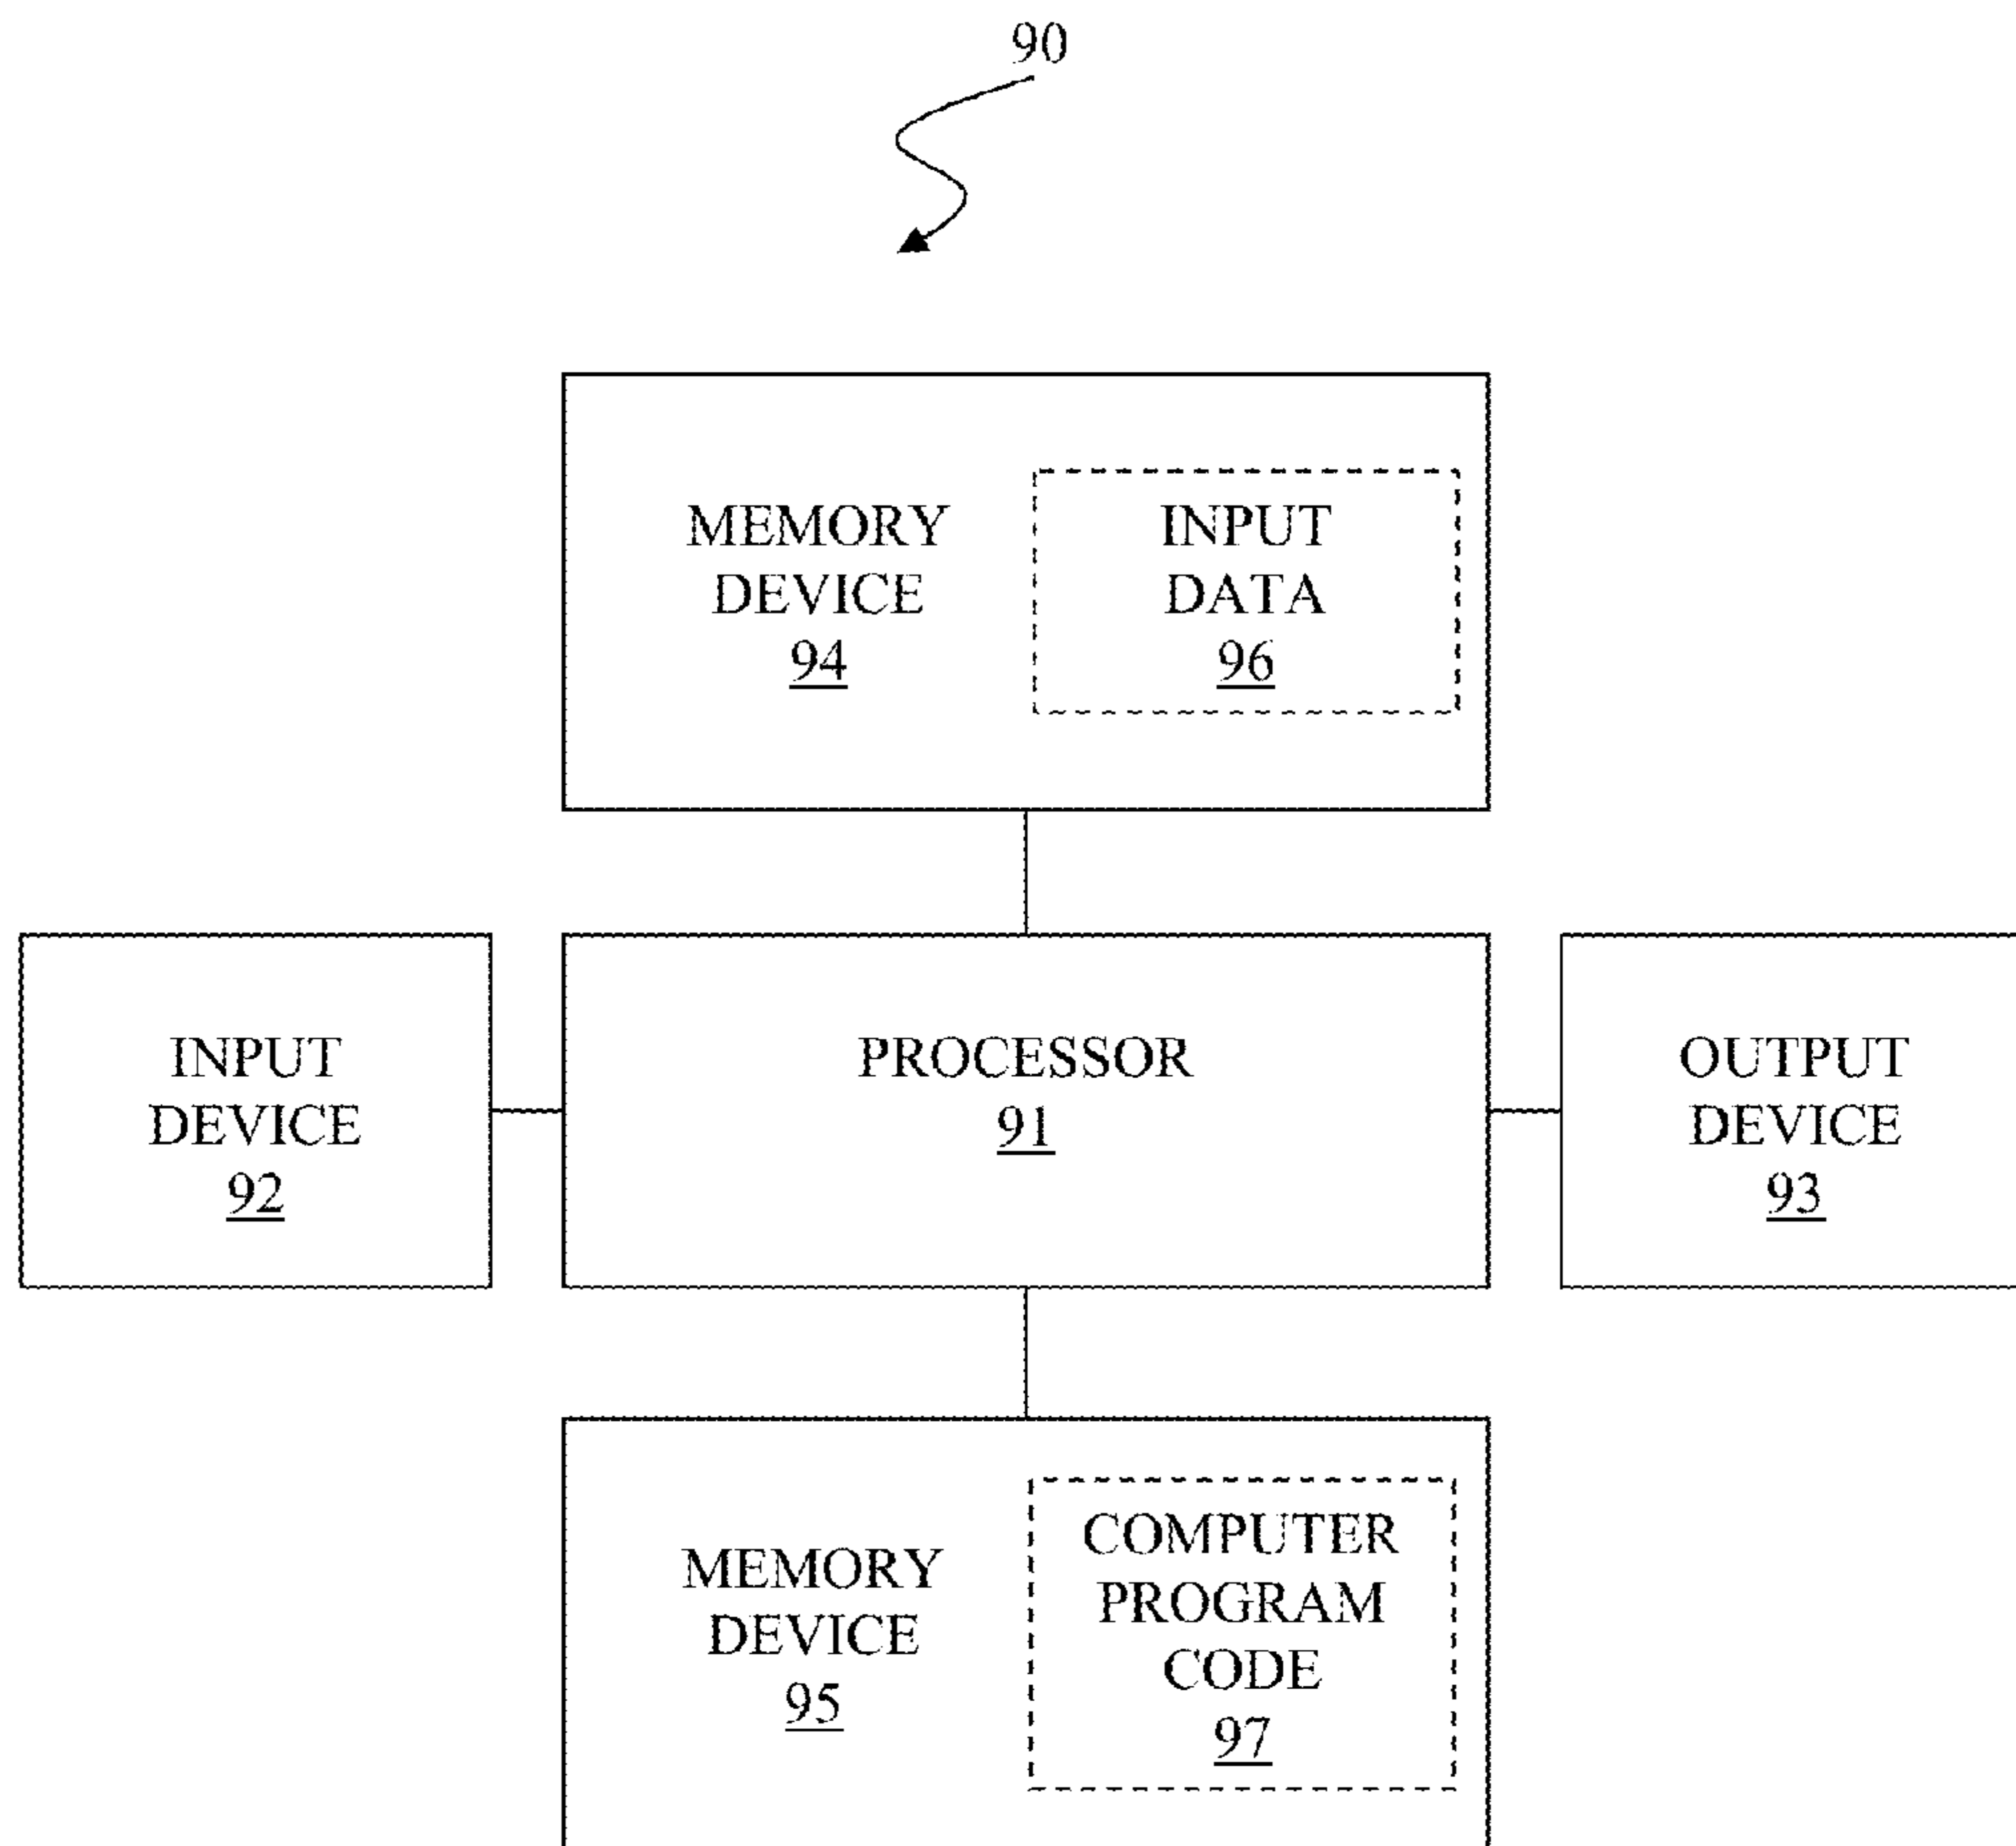 90
MEMORY
DEVICE
94
INPUT
DATA
96
INPUT
DEVICE
92
PROCESSOR
91
OUTPUT
DEVICE
93
MEMORY
DEVICE
95
COMPUTER
PROGRAM
CODE
97